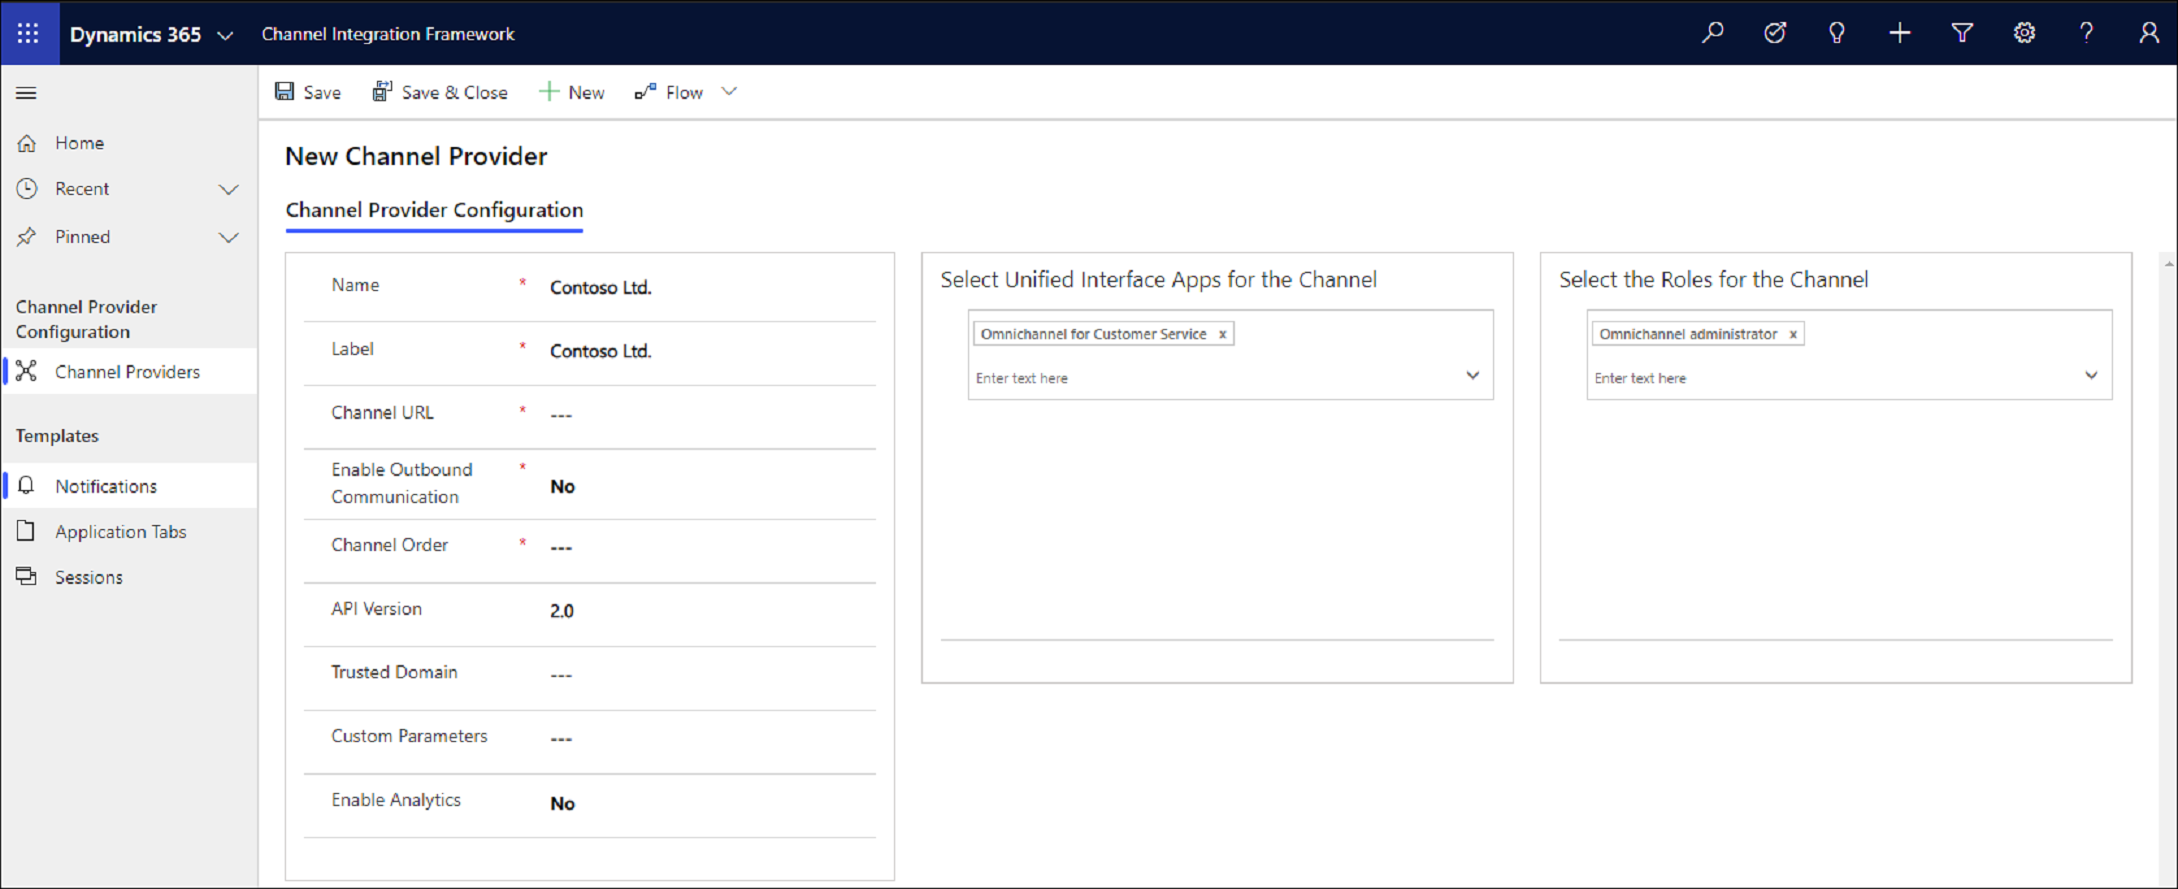 Dynamics 365
Channel Integration Framework
Save
Save & Close
New
Flow
Home
Recent
Pinned
Channel Provider
Configuration
Channel Providers
Templates
Notifications
Application Tabs
Sessions
New Channel Provider
Channel Provider Configuration
Name * Contoso Ltd.
Label * Contoso Ltd.
Channel URL * ---
Enable Outbound
Communication * No
Channel Order * ---
API Version 2.0
Trusted Domain ---
Custom Parameters ---
Enable Analytics No
Select Unified Interface Apps for the Channel
Omnichannel for Customer Service x
Enter text here
Select the Roles for the Channel
Omnichannel administrator x
Enter text here